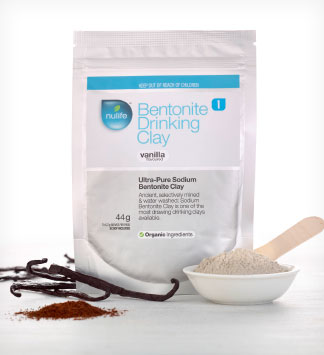 KEEP OUT OF REACH OF CHILDREN
nulife
Bentonite 1
Drinking
Clay
vanilla
flavoured
Ultra-Pure Sodium
Bentonite Clay
Ancient, selectively mined
& water washed. Sodium
Bentonite Clay is one of the
most drawing drinking clays
available.
44g
Organic Ingredients